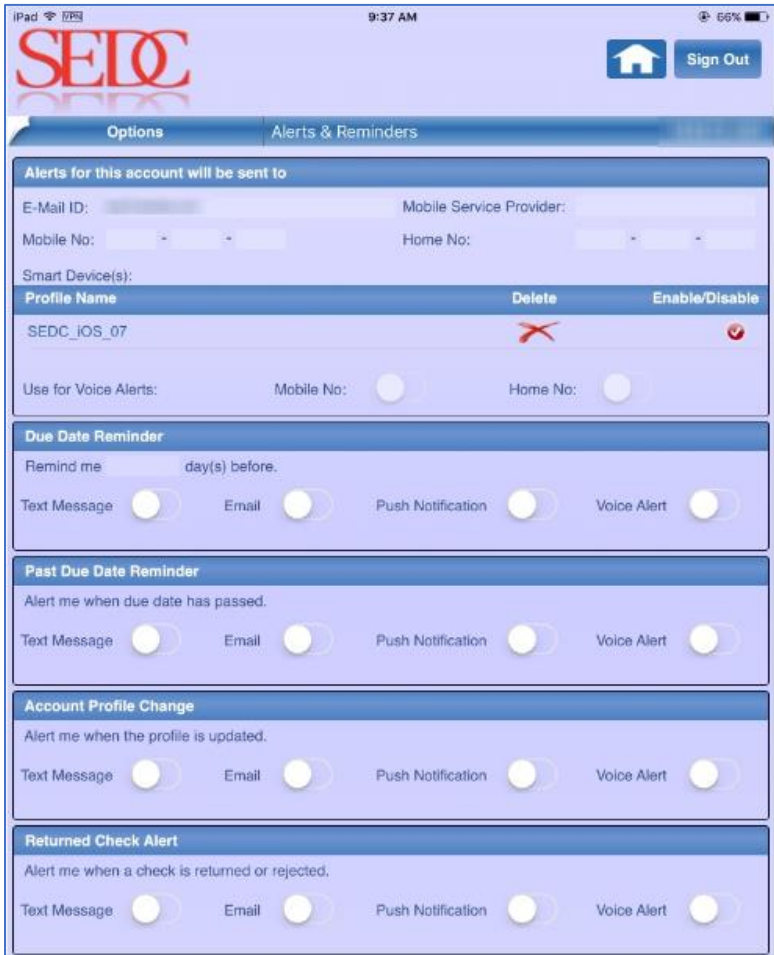 iPad VPN 9:37 AM 66%
SEDC
Sign Out
Options Alerts & Reminders
Alerts for this account will be sent to
E-Mail ID: Mobile Service Provider:
Mobile No: - - Home No: - -
Smart Device(s):
Profile Name Delete Enable/Disable
SEDC_iOS_07
Use for Voice Alerts: Mobile No: Home No:
Due Date Reminder
Remind me day(s) before.
Text Message Email Push Notification Voice Alert
Past Due Date Reminder
Alert me when due date has passed.
Text Message Email Push Notification Voice Alert
Account Profile Change
Alert me when the profile is updated.
Text Message Email Push Notification Voice Alert
Returned Check Alert
Alert me when a check is returned or rejected.
Text Message Email Push Notification Voice Alert